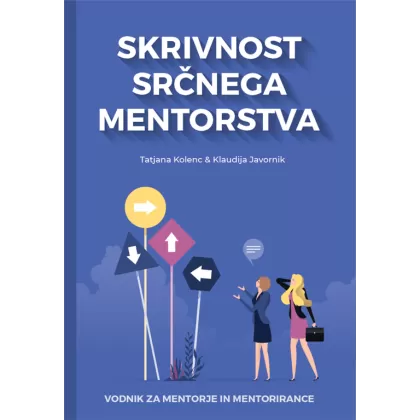 SKRIVNOST
SRČNEGA
MENTORSTVA
Tatjana Kolenc & Klaudija Javornik
VODNIK ZA MENTORJE IN MENTORIRANCE